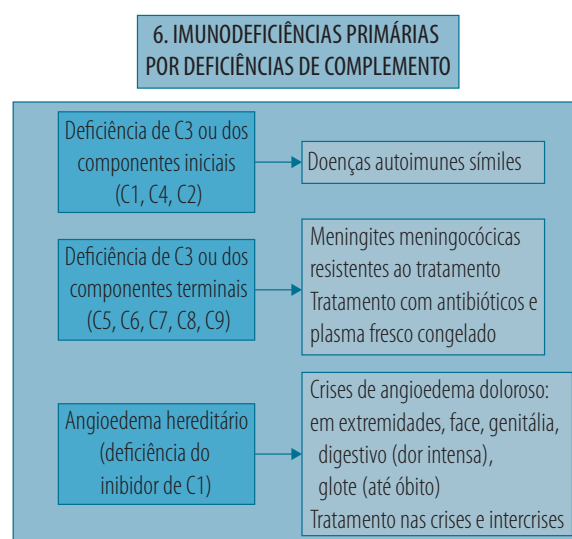 6. IMUNODEFICIÊNCIAS PRIMÁRIAS
POR DEFICIÊNCIAS DE COMPLEMENTO
Deficiência de C3 ou dos
componentes iniciais
(C1, C4, C2)
Doenças autoimunes símiles
Deficiência de C3 ou dos
componentes terminais
(C5, C6, C7, C8, C9)
Meningites meningocócicas
resistentes ao tratamento
Tratamento com antibióticos e
plasma fresco congelado
Angioedema hereditário
(deficiência do
inibidor de C1)
Crises de angioedema doloroso:
em extremidades, face, genitália,
digestivo (dor intensa),
glote (até óbito)
Tratamento nas crises e intercrises